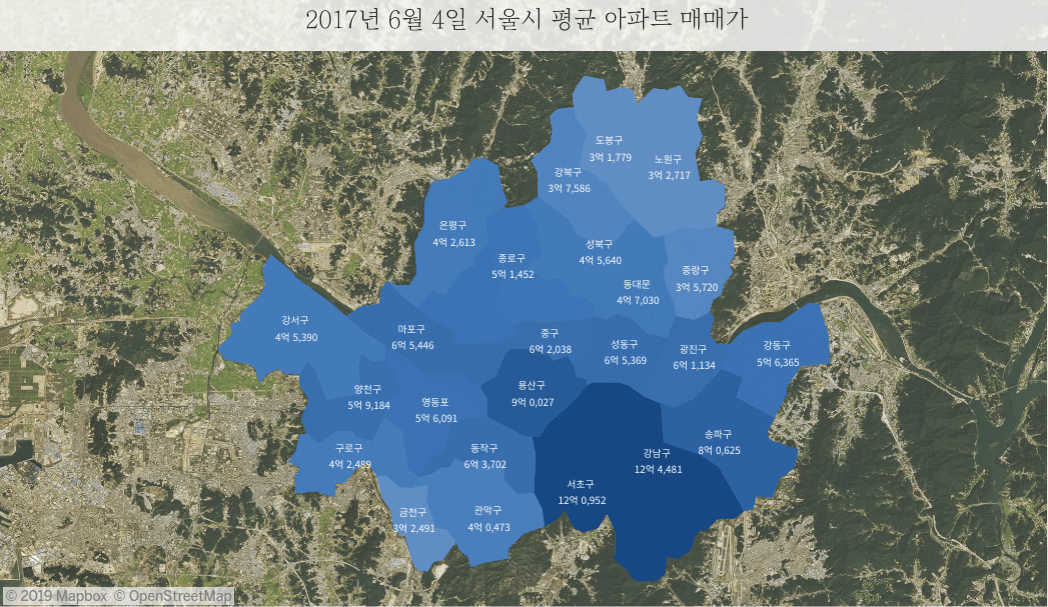 2017년 6월 4일 서울시 평균 아파트 매매가
도봉구
3억 1,779
노원구
3억 2,717
강북구
3억 7,586
은평구
4억 2,613
성북구
4억 5,640
종로구
5억 1,452
중랑구
3억 5,720
동대문
4억 7,030
강서구
4억 5,390
마포구
6억 5,446
중구
6억 2,038
성동구
6억 5,369
광진구
6억 1,134
강동구
5억 6,365
양천구
5억 9,184
영등포
5억 6,091
용산구
9억 0,027
송파구
8억 0,625
구로구
4억 2,489
동작구
6억 3,702
강남구
12억 4,481
서초구
12억 0,952
금천구
3억 2,491
관악구
4억 0,473
© 2019 Mapbox © OpenStreetMap